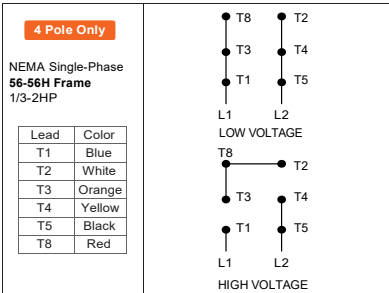 4 Pole Only
NEMA Single-Phase
56-56H Frame
1/3-2HP
Lead Color
T1 Blue
T2 White
T3 Orange
T4 Yellow
T5 Black
T8 Red
T8 T2
T3 T4
T1 T5
L1 L2
LOW VOLTAGE
T8
T2
T3 T4
T1 T5
L1 L2
HIGH VOLTAGE